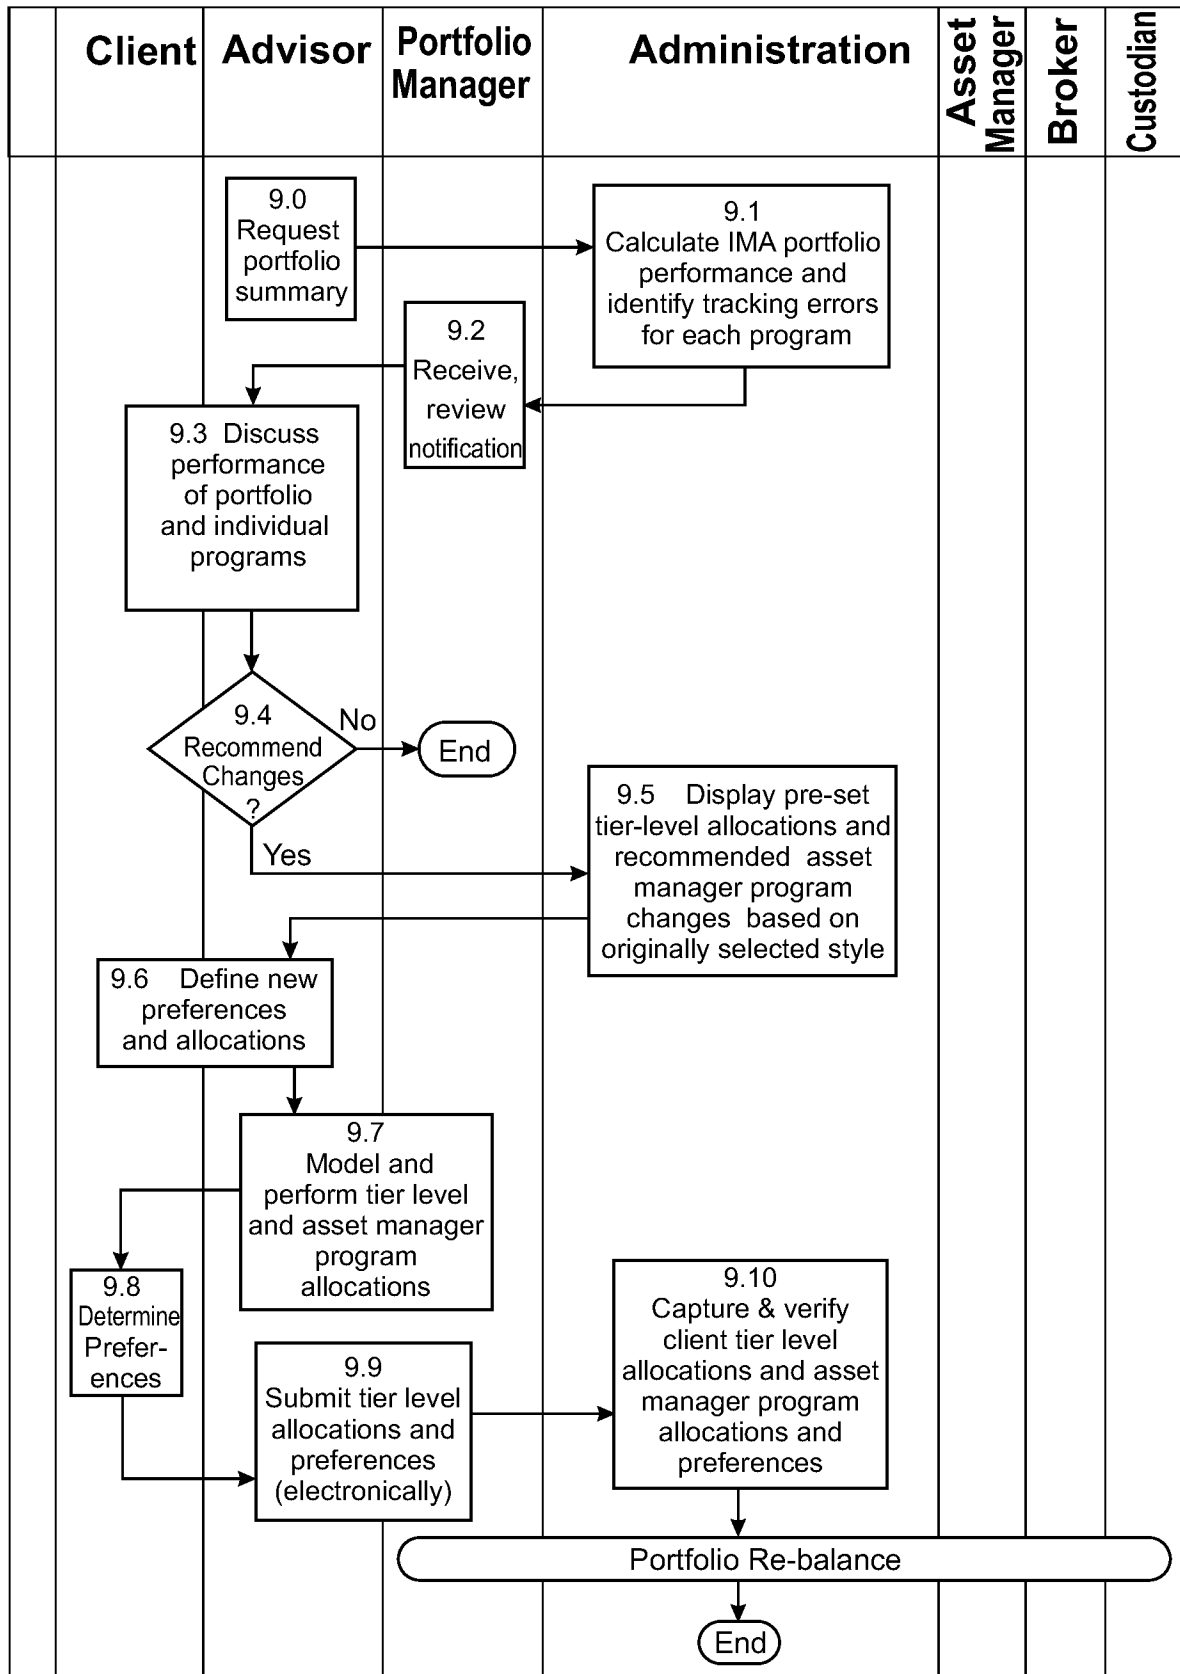 Client
Advisor
Portfolio
Manager
Administration
Asset
Manager
Broker
Custodian
9.0
Request
portfolio
summary
9.1
Calculate IMA portfolio
performance and
identify tracking errors
for each program
9.2
Receive,
review
notification
9.3 Discuss
performance
of portfolio
and individual
programs
9.4
Recommend
Changes
?
No
End
Yes
9.5 Display pre-set
tier-level allocations and
recommended asset
manager program
changes based on
originally selected style
9.6 Define new
preferences
and allocations
9.7
Model and
perform tier level
and asset manager
program
allocations
9.8
Determine
Prefer-
ences
9.9
Submit tier level
allocations and
preferences
(electronically)
9.10
Capture & verify
client tier level
allocations and asset
manager program
allocations and
preferences
Portfolio Re-balance
End